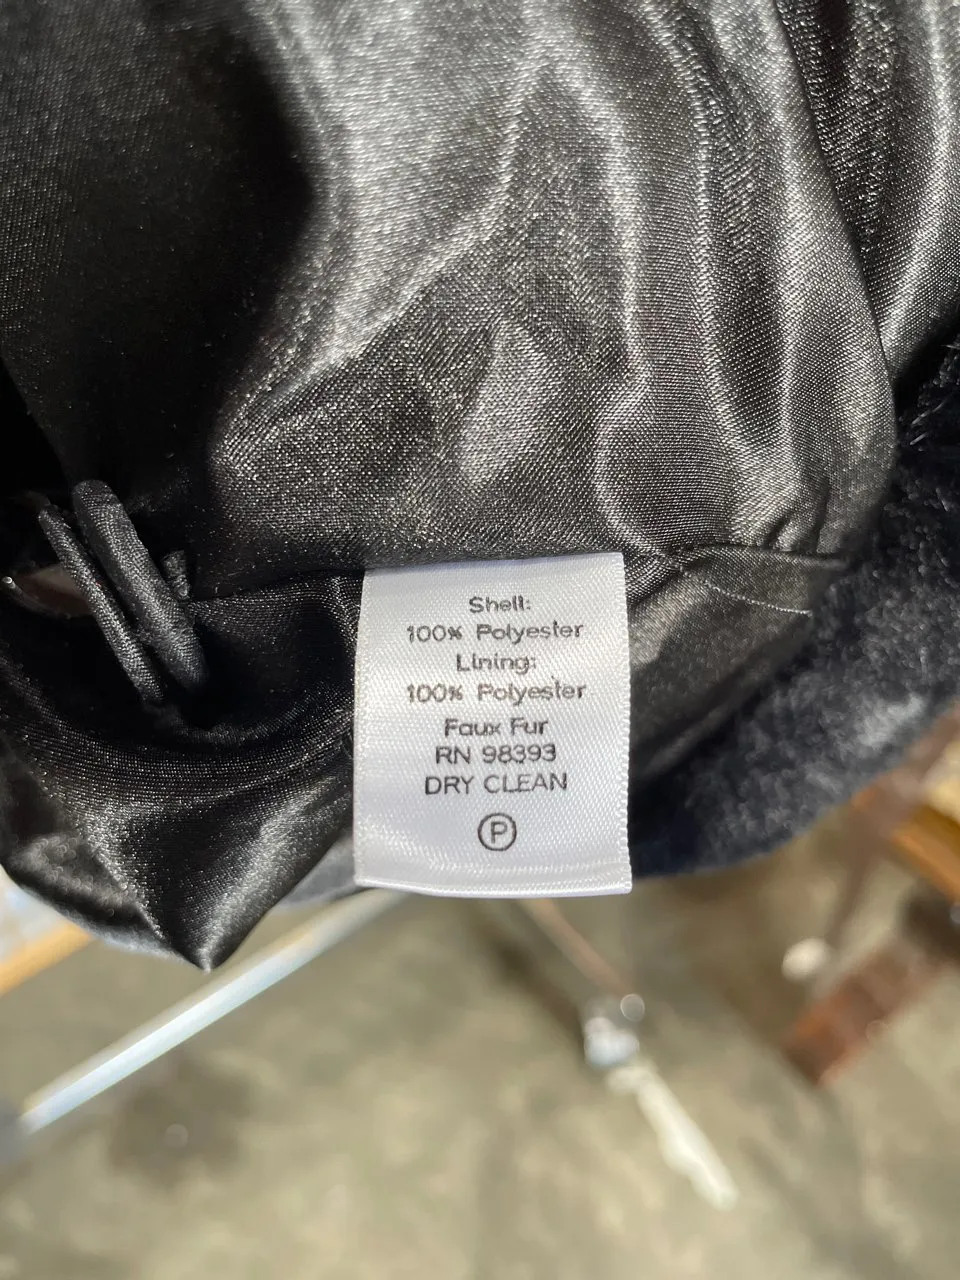 Shell:
100% Polyester
Lining:
100% Polyester
Faux Fur
RN 98393
DRY CLEAN
P